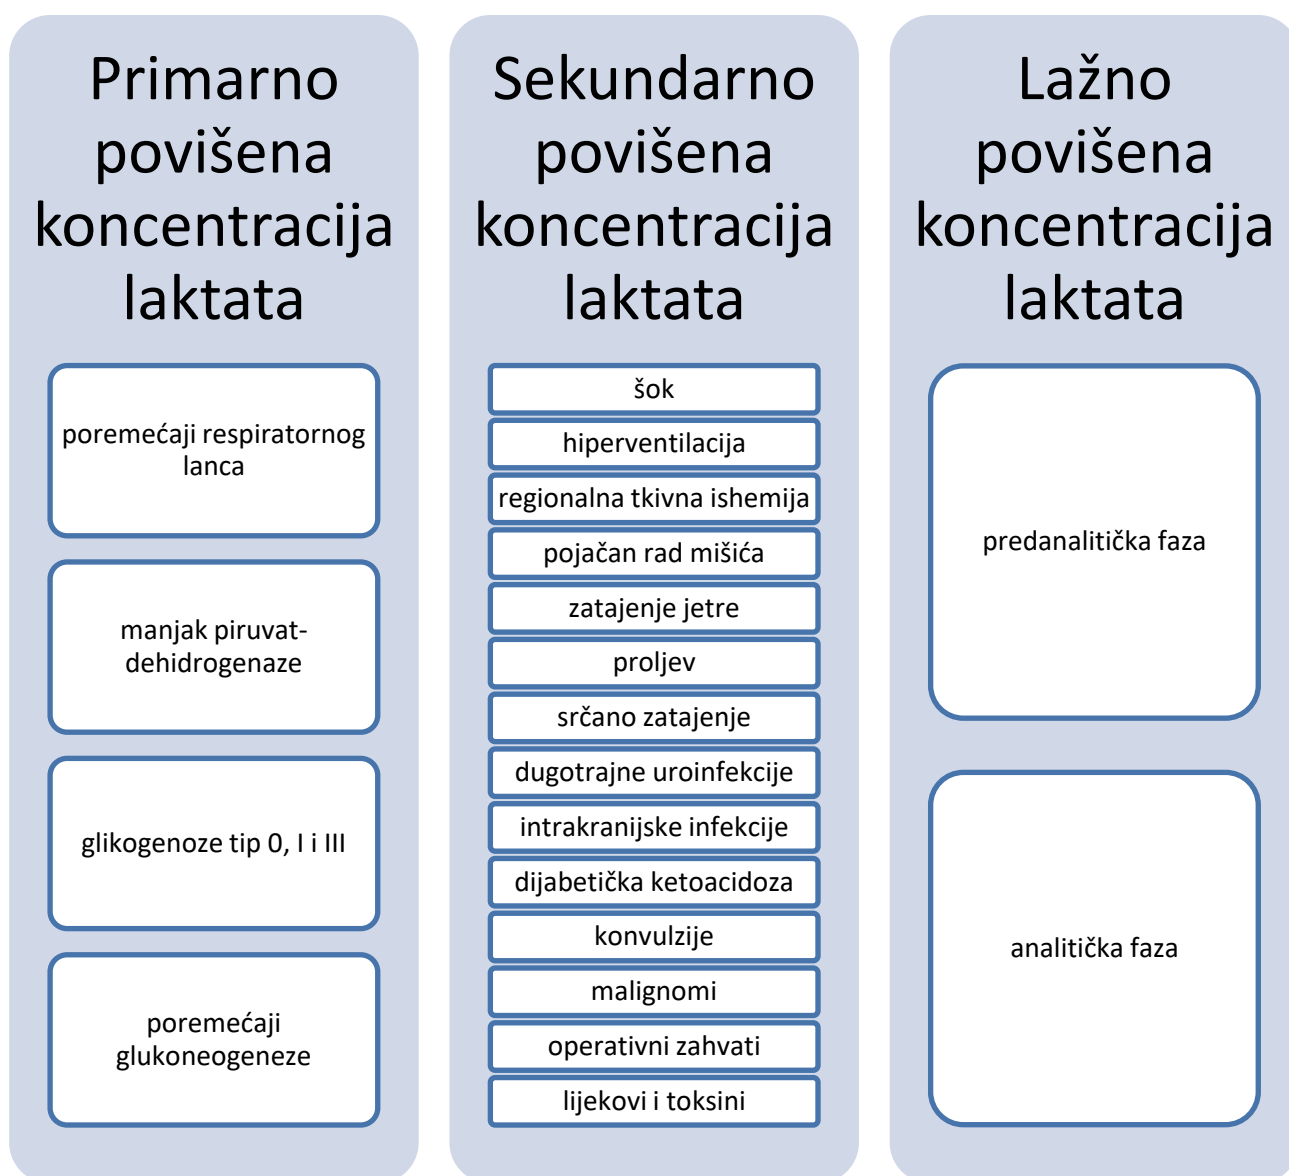 Primarno
povišena
koncentracija
laktata
poremećaji respiratornog
lanca
manjak piruvat-
dehidrogenaze
glikogenoze tip 0, I i III
poremećaji
glukoneogeneze
Sekundarno
povišena
koncentracija
laktata
šok
hiperventilacija
regionalna tkivna ishemija
pojačan rad mišića
zatajenje jetre
proljev
srčano zatajenje
dugotrajne uroinfekcije
intrakranijske infekcije
dijabetička ketoacidoza
konvulzije
malignomi
operativni zahvati
lijekovi i toksini
Lažno
povišena
koncentracija
laktata
predanalitička faza
analitička faza